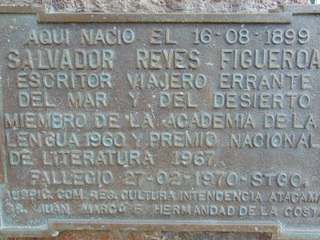 AQUI NACIO EL 16-08-1899
SALVADOR REYES FIGUEROA
ESCRITOR VIAJERO ERRANTE
DEL MAR Y DEL DESIERTO
MIEMBRO DE LA ACADEMIA DE LA
LENGUA 1960 Y PREMIO NACIONAL
DE LITERATURA 1967.
FALLECIO 27-02-1970-STGO.
AUSPIC. COM. REG. CULTURA INTENDENCIA ATACAMA
SR. JUAN MARCO E HERMANDAD DE LA COSTA